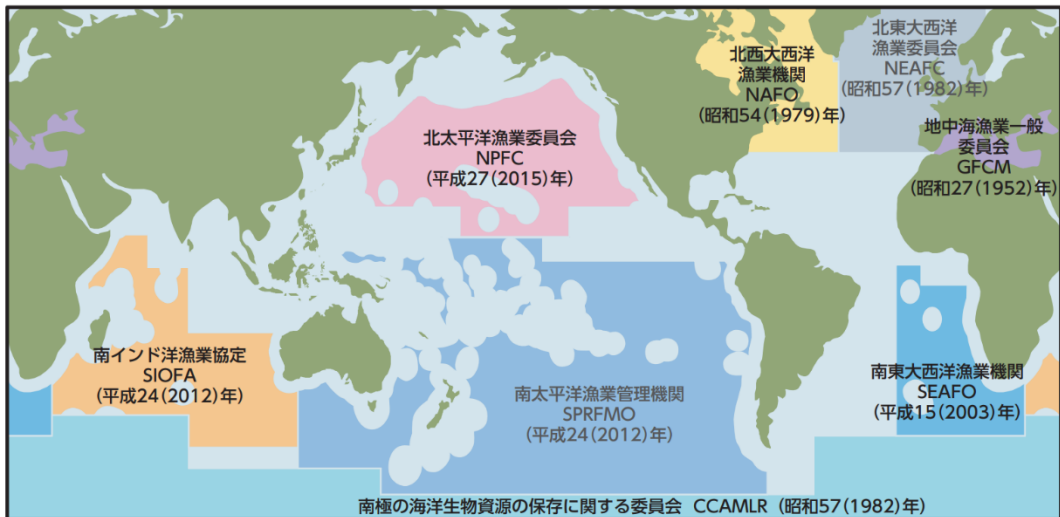 北西大西洋
漁業機関
NAFO
(昭和54(1979)年)
北東大西洋
漁業委員会
NEAFC
(昭和57(1982)年)
北太平洋漁業委員会
NPFC
(平成27(2015)年)
地中海漁業一般
委員会
GFCM
(昭和27(1952)年
南インド洋漁業協定
SIOFA
(平成24(2012)年)
南太平洋漁業管理機関
SPRFMO
(平成24(2012)年)
南東大西洋漁業機関
SEAFO
(平成15(2003)年)
南極の海洋生物資源の保存に関する委員会 CCAMLR (昭和57(1982)年)